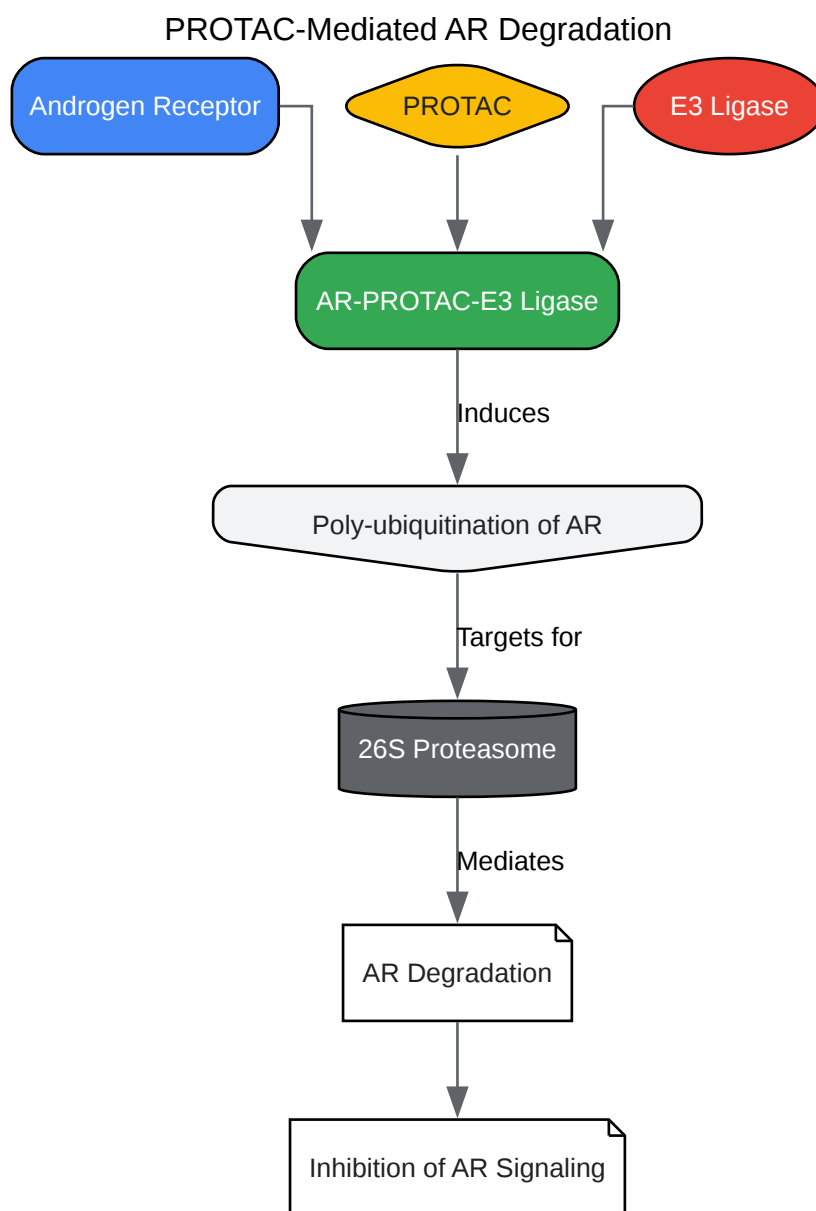 PROTAC-Mediated AR Degradation
Androgen Receptor
PROTAC
E3 Ligase
AR-PROTAC-E3 Ligase
Induces
Poly-ubiquitination of AR
Targets for
26S Proteasome
Mediates
AR Degradation
Inhibition of AR Signaling